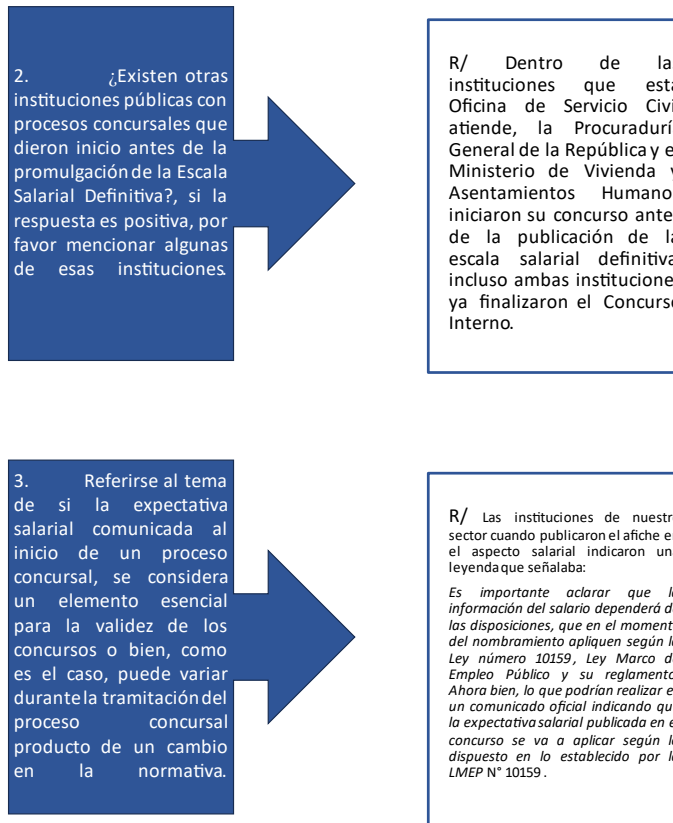 2. ¿Existen otras
instituciones públicas con
procesos concursales que
dieron inicio antes de la
promulgación de la Escala
Salarial Definitiva?, si la
respuesta es positiva, por
favor mencionar algunas
de esas instituciones.
R/ Dentro de la
instituciones que esta
Oficina de Servicio Civi
atiende, la Procuradurí
General de la República y e
Ministerio de Vivienda y
Asentamientos Humano
iniciaron su concurso ante
de la publicación de la
escala salarial definitiva
incluso ambas institucione
ya finalizaron el Concurso
Interno.
3. Referirse al tema
de si la expectativa
salarial comunicada al
inicio de un proceso
concursal, se considera
un elemento esencial
para la validez de los
concursos o bien, como
es el caso, puede variar
durante la tramitación del
proceso concursal
producto de un cambio
en la normativa.
R/ Las instituciones de nuestr
sector cuando publicaron el afiche en
el aspecto salarial indicaron una
leyenda que señalaba:
Es importante aclarar que l
información del salario dependerá d
las disposiciones, que en el moment
del nombramiento apliquen según l
Ley número 10159, Ley Marco d
Empleo Público y su reglamento
Ahora bien, lo que podrían realizar e
un comunicado oficial indicando qu
la expectativa salarial publicada en e
concurso se va a aplicar según l
dispuesto en lo establecido por l
LMEP N° 10159.